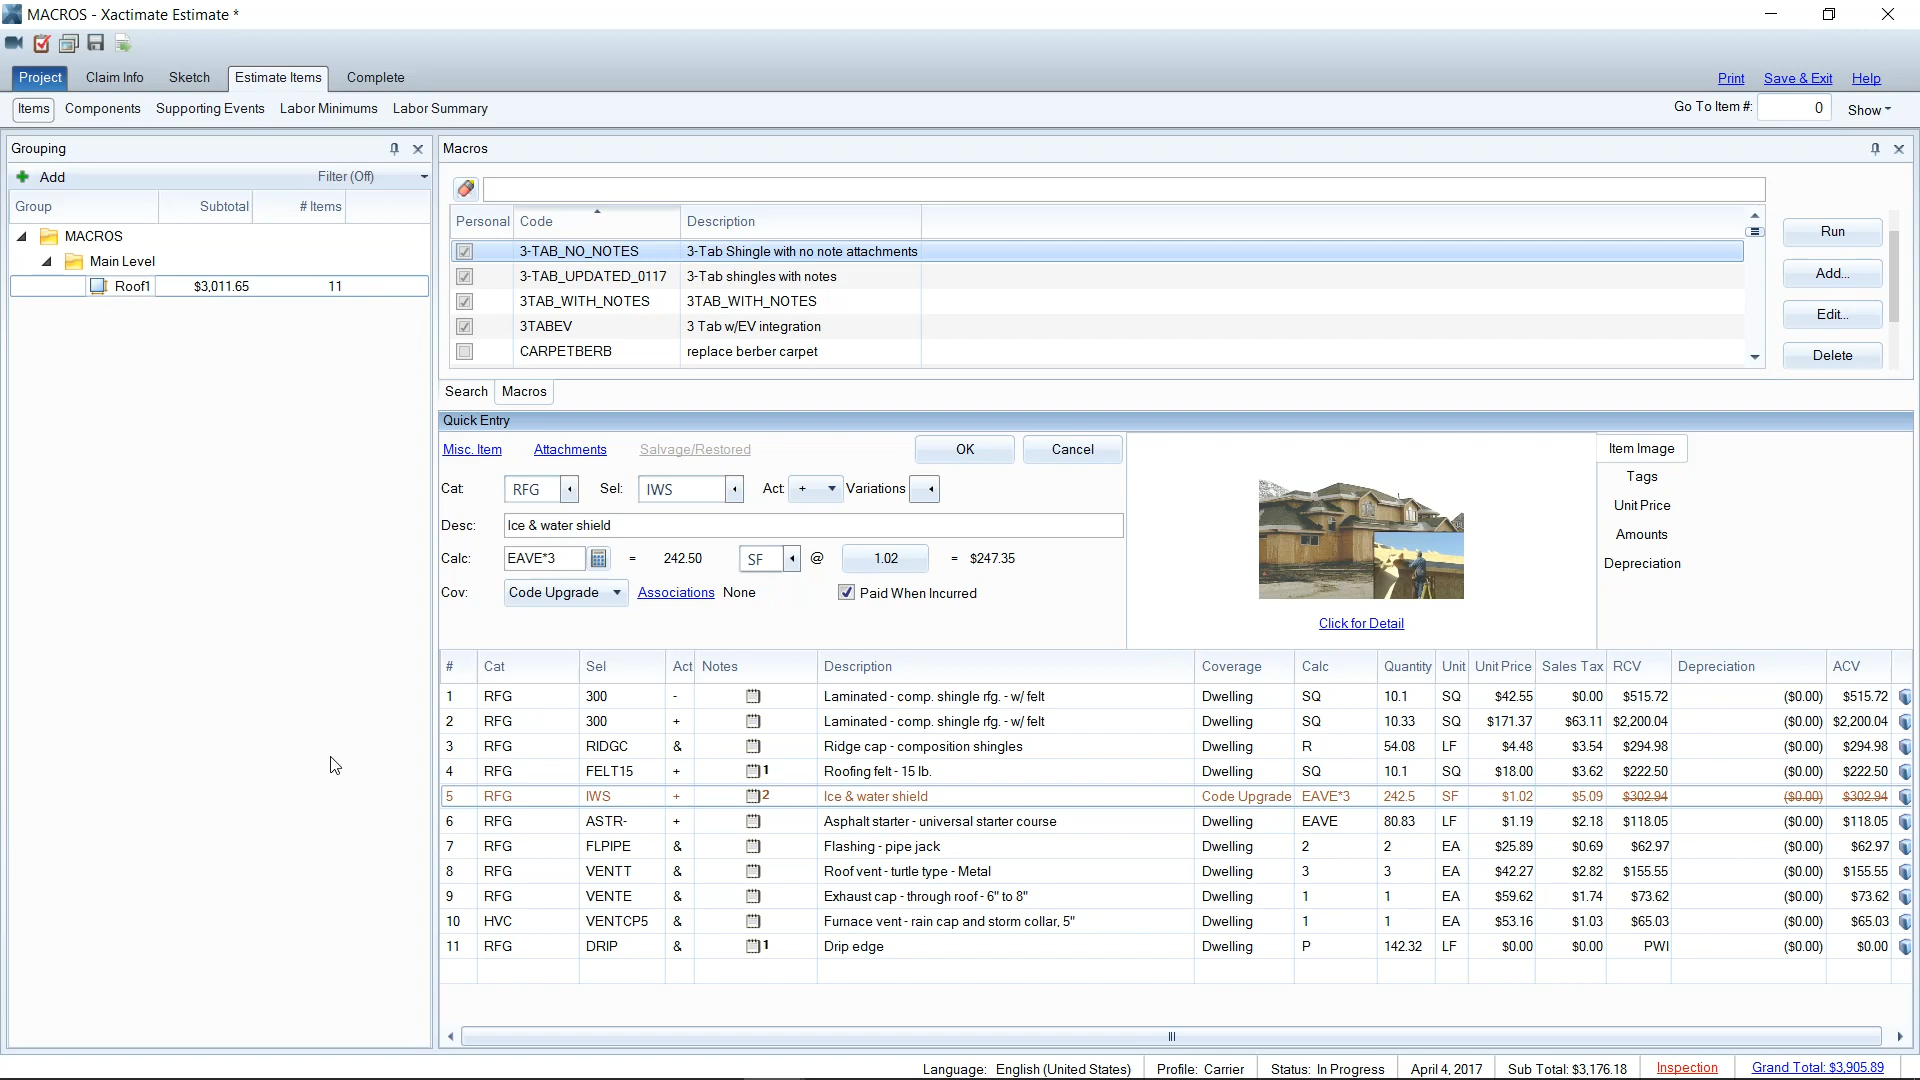 MACROS - Xactimate Estimate *
Project Claim Info Sketch Estimate Items Complete Print Save & Exit Help
Items Components Supporting Events Labor Minimums Labor Summary Go To Item #: 0 Show
Grouping
Add Filter (Off)
Group Subtotal # Items
MACROS
Main Level
Roof1 $3,011.65 11
Macros
Personal Code Description
3-TAB_NO_NOTES 3-Tab Shingle with no note attachments
3-TAB_UPDATED_0117 3-Tab shingles with notes
3TAB_WITH_NOTES 3TAB_WITH_NOTES
3TABEV 3 Tab w/EV integration
CARPETBERB replace berber carpet
Run
Add...
Edit...
Delete
Search Macros
Quick Entry
Misc. Item Attachments Salvage/Restored OK Cancel
Cat: RFG Sel: IWS Act: + Variations
Desc: Ice & water shield
Calc: EAVE*3 = 242.50 SF @ 1.02 = $247.35
Cov: Code Upgrade Associations None Paid When Incurred
Click for Detail
Item Image
Tags
Unit Price
Amounts
Depreciation
# Cat Sel Act Notes Description Coverage Calc Quantity Unit Unit Price Sales Tax RCV Depreciation ACV
1 RFG 300 - Laminated - comp. shingle rfg. - w/ felt Dwelling SQ 10.1 SQ $42.55 $0.00 $515.72 ($0.00) $515.72
2 RFG 300 + Laminated - comp. shingle rfg. - w/ felt Dwelling SQ 10.33 SQ $171.37 $63.11 $2,200.04 ($0.00) $2,200.04
3 RFG RIDGC & Ridge cap - composition shingles Dwelling R 54.08 LF $4.48 $3.54 $294.98 ($0.00) $294.98
4 RFG FELT15 + 1 Roofing felt - 15 lb. Dwelling SQ 10.1 SQ $18.00 $3.62 $222.50 ($0.00) $222.50
5 RFG IWS + 2 Ice & water shield Code Upgrade EAVE*3 242.5 SF $1.02 $5.09 $302.94 ($0.00) $302.94
6 RFG ASTR- + Asphalt starter - universal starter course Dwelling EAVE 80.83 LF $1.19 $2.18 $118.05 ($0.00) $118.05
7 RFG FLPIPE & Flashing - pipe jack Dwelling 2 2 EA $25.89 $0.69 $62.97 ($0.00) $62.97
8 RFG VENTT & Roof vent - turtle type - Metal Dwelling 3 3 EA $42.27 $2.82 $155.55 ($0.00) $155.55
9 RFG VENTE & Exhaust cap - through roof - 6" to 8" Dwelling 1 1 EA $59.62 $1.74 $73.62 ($0.00) $73.62
10 HVC VENTCP5 & Furnace vent - rain cap and storm collar, 5" Dwelling 1 1 EA $53.16 $1.03 $65.03 ($0.00) $65.03
11 RFG DRIP & 1 Drip edge Dwelling P 142.32 LF $0.00 $0.00 PWI ($0.00) $0.00
Language: English (United States) Profile: Carrier Status: In Progress April 4, 2017 Sub Total: $3,176.18 Inspection Grand Total: $3,905.89